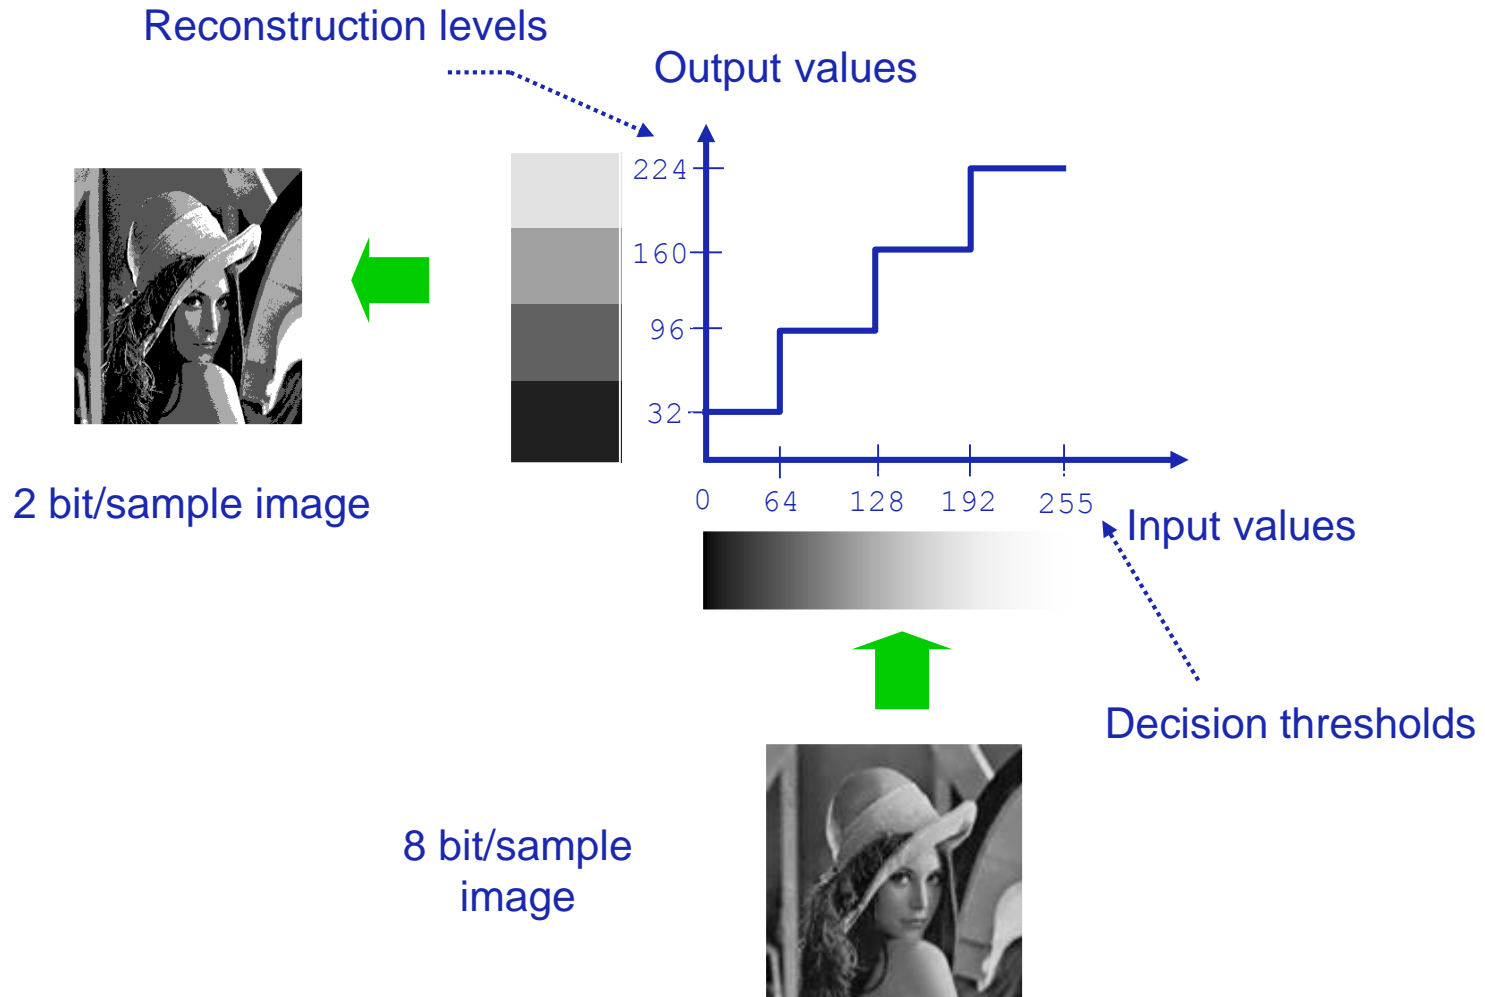 Reconstruction levels
Output values
224
160
96
32
0 64 128 192 255
Input values
2 bit/sample image
Decision thresholds
8 bit/sample
image